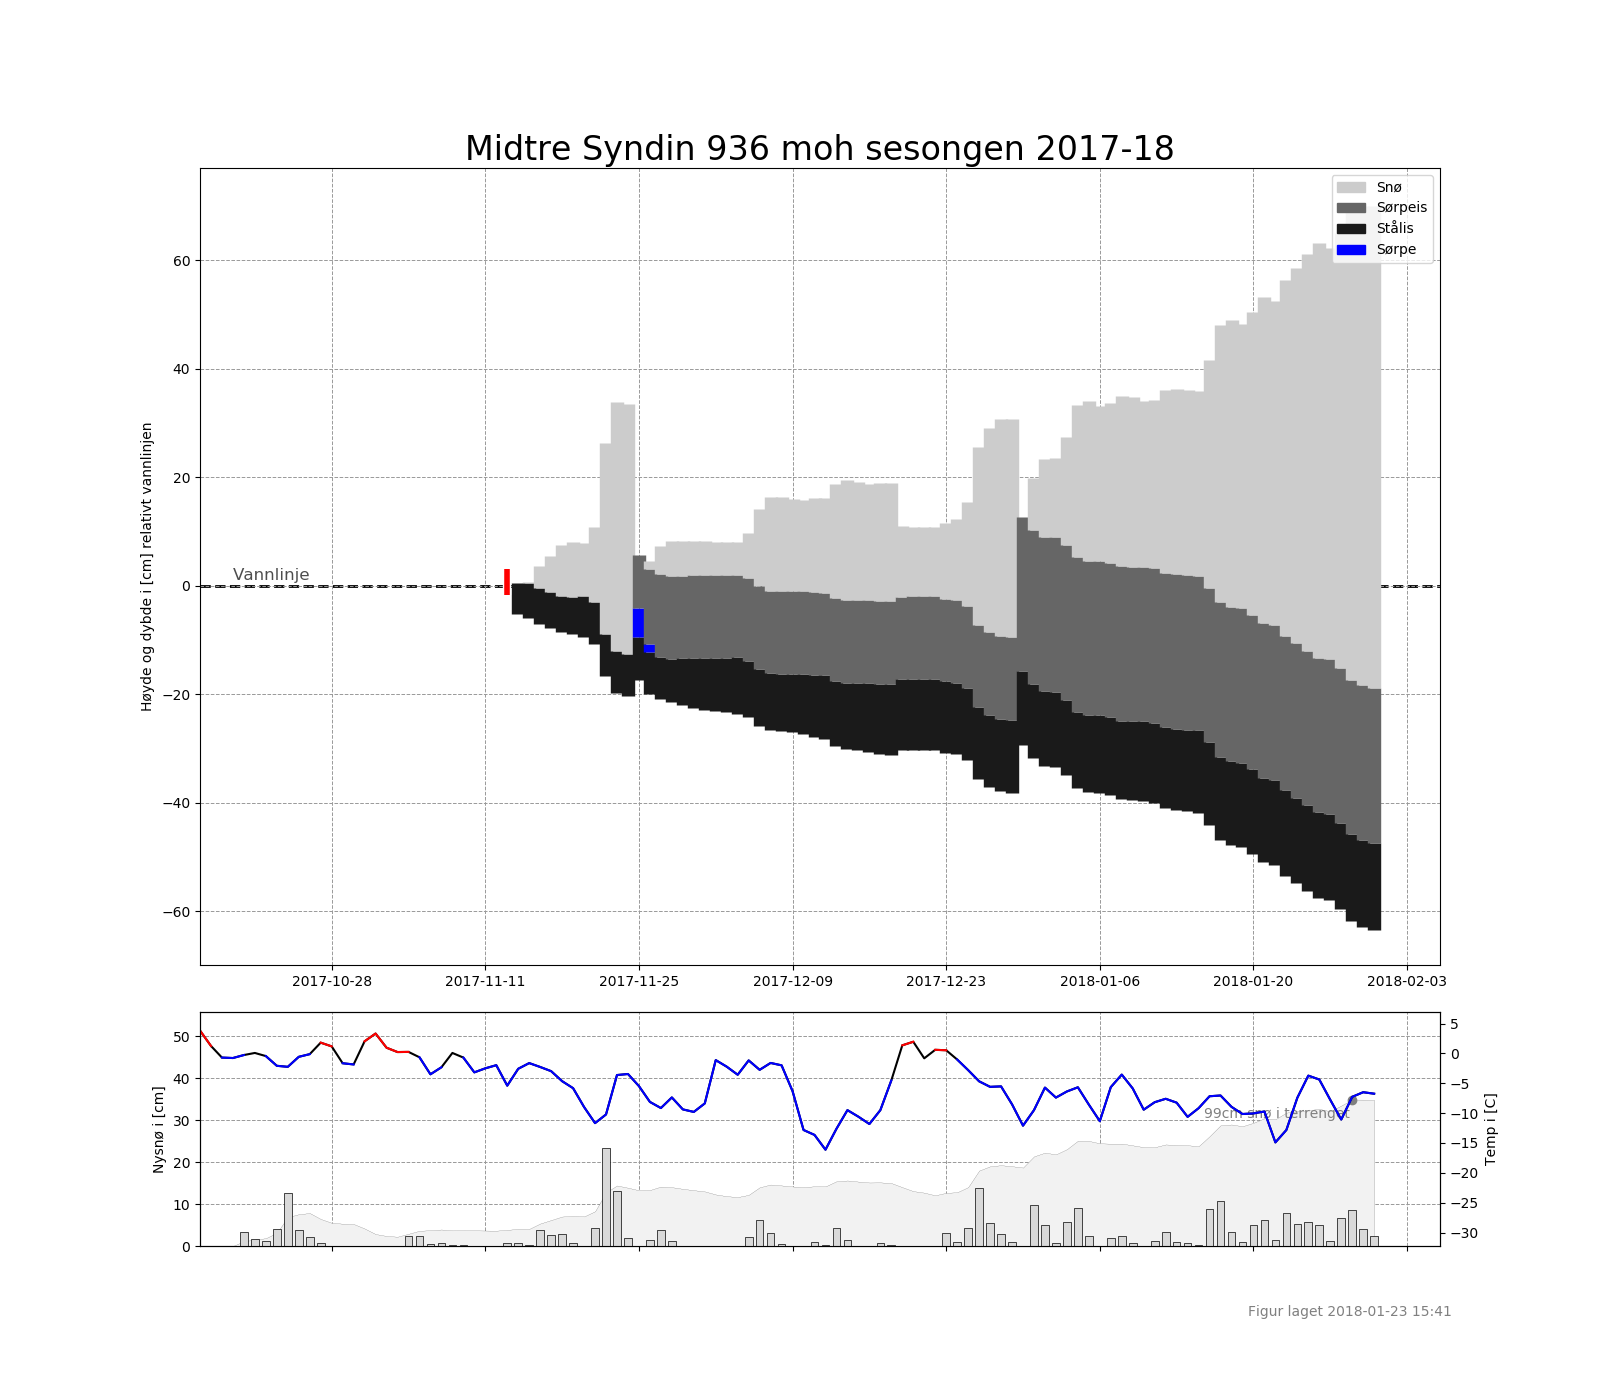 Midtre Syndin 936 moh sesongen 2017-18
Snø
Sørpeis
Stålis
Sørpe
Høyde og dybde i [cm] relativt vannlinjen
60
40
20
0
−20
−40
−60
Vannlinje
2017-10-28 2017-11-11 2017-11-25 2017-12-09 2017-12-23 2018-01-06 2018-01-20 2018-02-03
Nysnø i [cm]
50
40
30
20
10
0
99cm snø i terrenget
5
0
−5
−10
−15
−20
−25
−30
Temp i [C]
Figur laget 2018-01-23 15:41